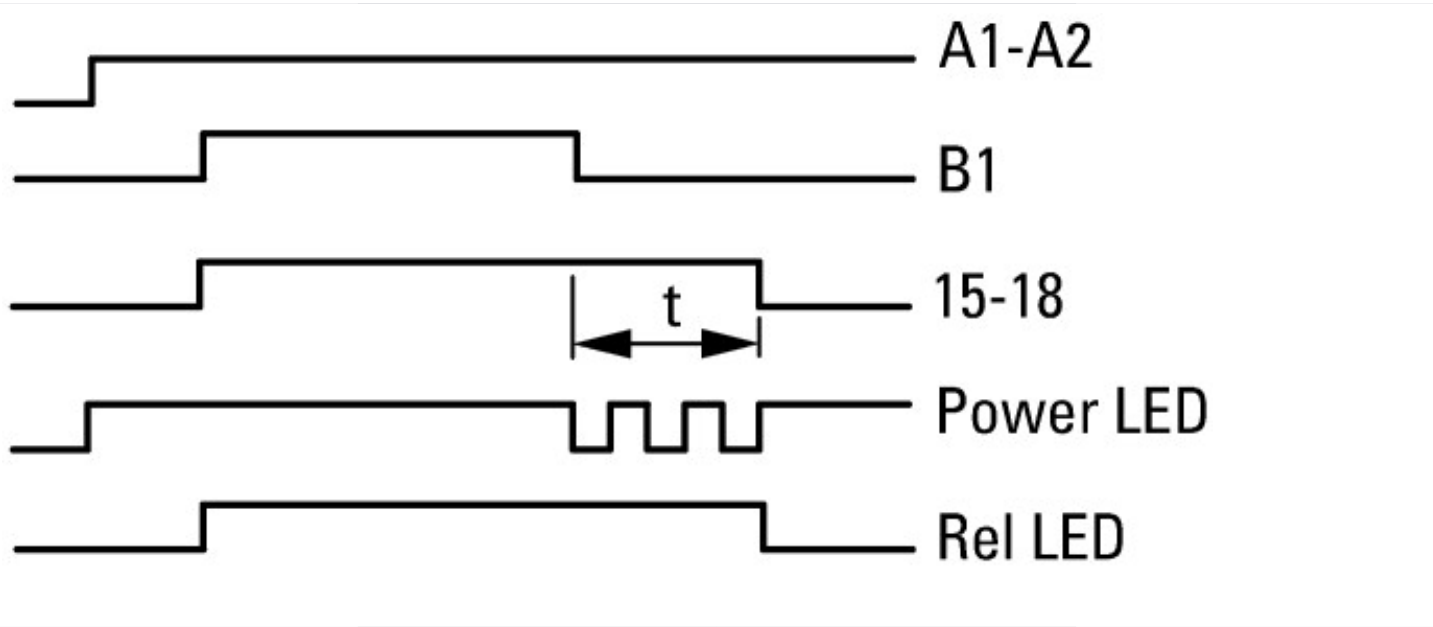 A1-A2
B1
15-18
t
Power LED
Rel LED